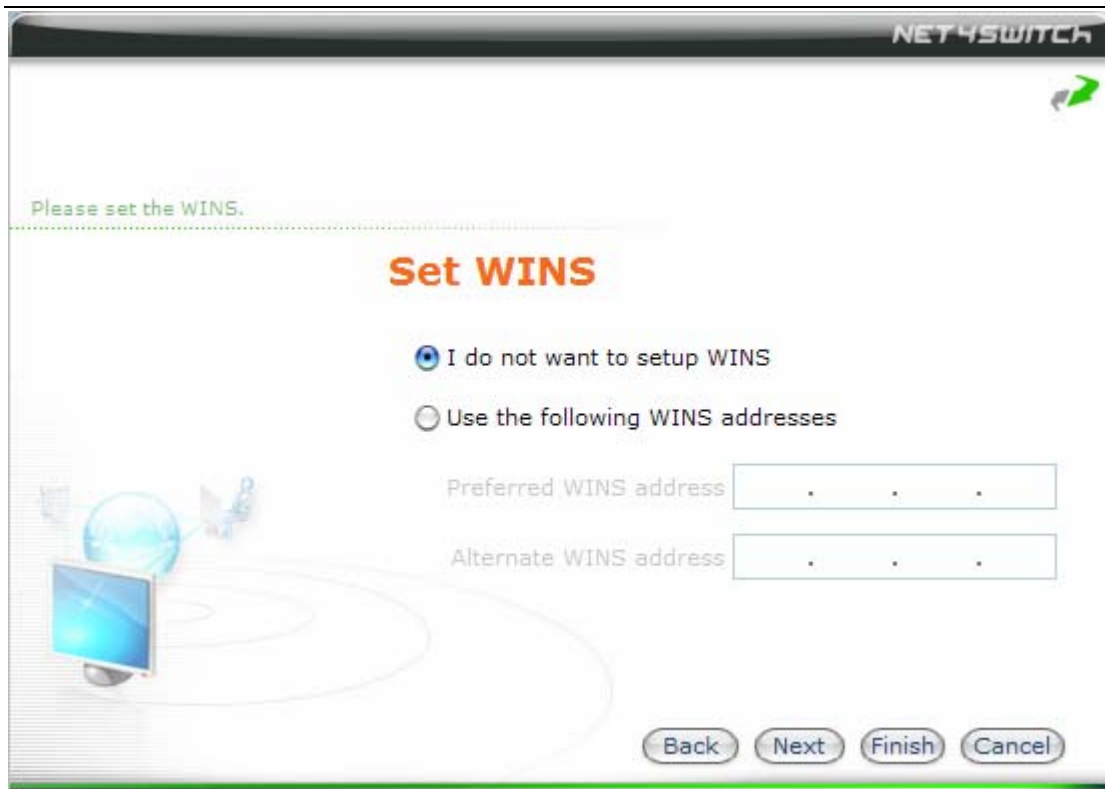 NET4SWITCH
Please set the WINS.
Set WINS
I do not want to setup WINS
Use the following WINS addresses
Preferred WINS address . . .
Alternate WINS address . . .
Back Next Finish Cancel